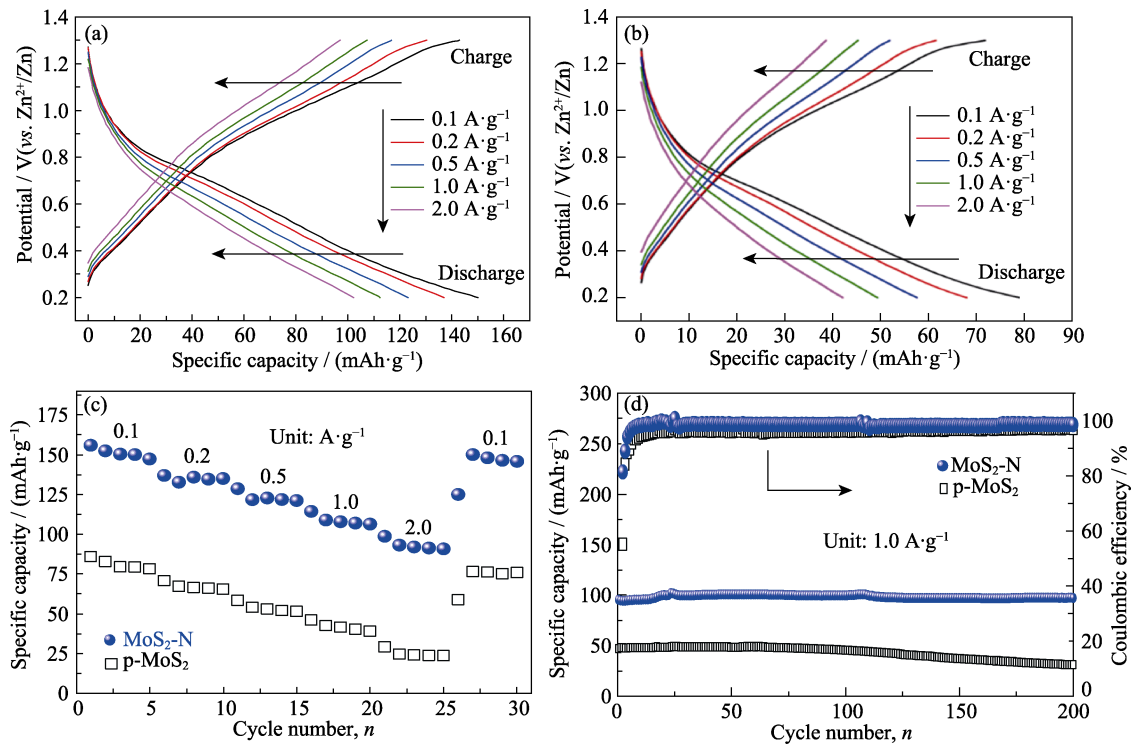 (a)
Charge
0.1 A·g⁻¹
0.2 A·g⁻¹
0.5 A·g⁻¹
1.0 A·g⁻¹
2.0 A·g⁻¹
Discharge
Potential / V(vs. Zn²⁺/Zn)
1.4
1.2
1.0
0.8
0.6
0.4
0.2
0 20 40 60 80 100 120 140 160
Specific capacity / (mAh·g⁻¹)
(b)
Charge
0.1 A·g⁻¹
0.2 A·g⁻¹
0.5 A·g⁻¹
1.0 A·g⁻¹
2.0 A·g⁻¹
Discharge
Potential / V(vs. Zn²⁺/Zn)
1.4
1.2
1.0
0.8
0.6
0.4
0.2
0 10 20 30 40 50 60 70 80 90
Specific capacity / (mAh·g⁻¹)
(c)
Unit: A·g⁻¹
0.1
0.2
0.5
1.0
2.0
0.1
MoS₂-N
p-MoS₂
Specific capacity / (mAh·g⁻¹)
175
150
125
100
75
50
25
0
0 5 10 15 20 25 30
Cycle number, n
(d)
MoS₂-N
p-MoS₂
Unit: 1.0 A·g⁻¹
Specific capacity / (mAh·g⁻¹)
300
250
200
150
100
50
0
Coulombic efficiency / %
100
80
60
40
20
0
0 50 100 150 200
Cycle number, n